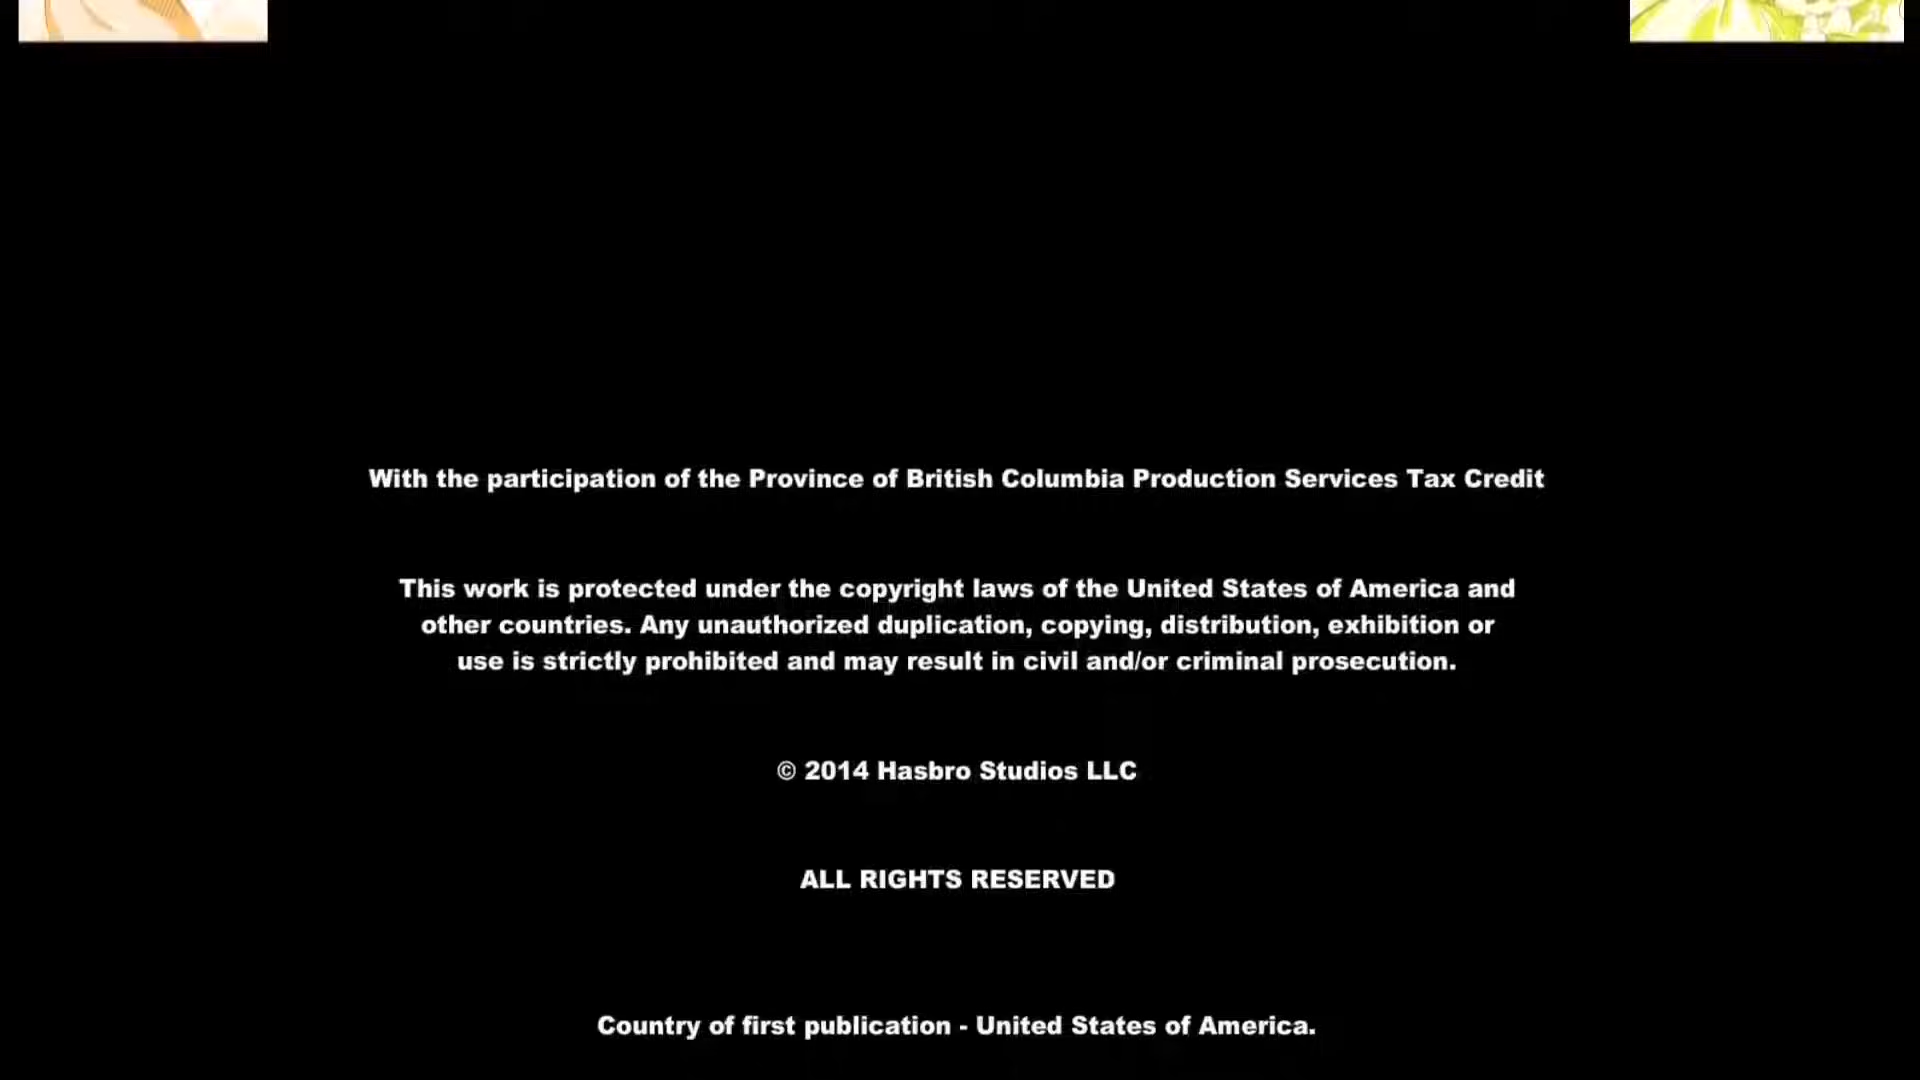 With the participation of the Province of British Columbia Production Services Tax Credit
This work is protected under the copyright laws of the United States of America and
other countries. Any unauthorized duplication, copying, distribution, exhibition or
use is strictly prohibited and may result in civil and/or criminal prosecution.
© 2014 Hasbro Studios LLC
ALL RIGHTS RESERVED
Country of first publication - United States of America.